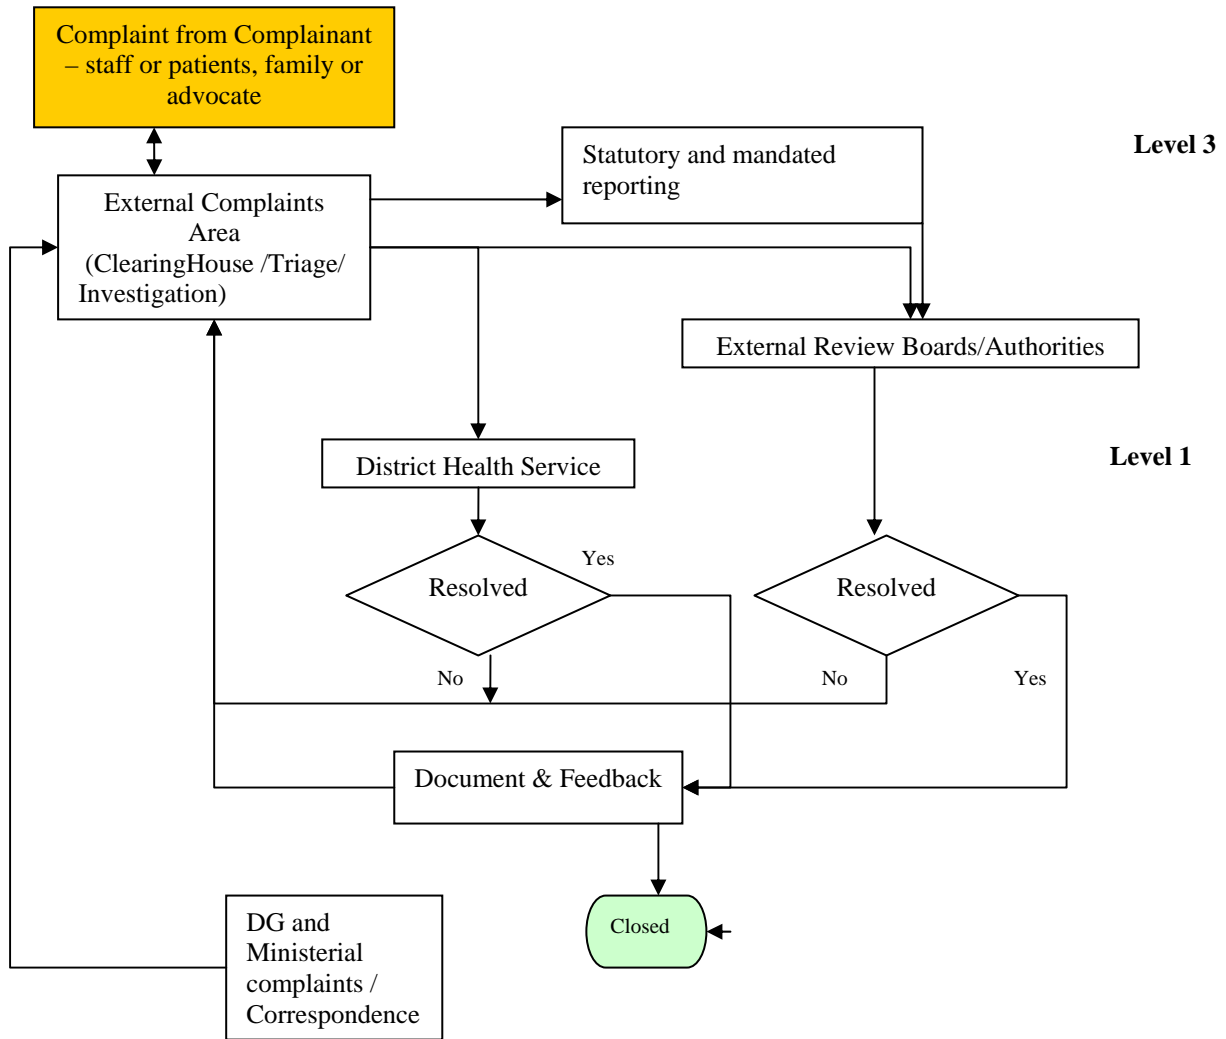 Complaint from Complainant
– staff or patients, family or
advocate
Statutory and mandated
reporting
Level 3
External Complaints
Area
(ClearingHouse /Triage/
Investigation)
External Review Boards/Authorities
District Health Service
Level 1
Yes
Resolved
Resolved
No
No
Yes
Document & Feedback
Closed
DG and
Ministerial
complaints /
Correspondence